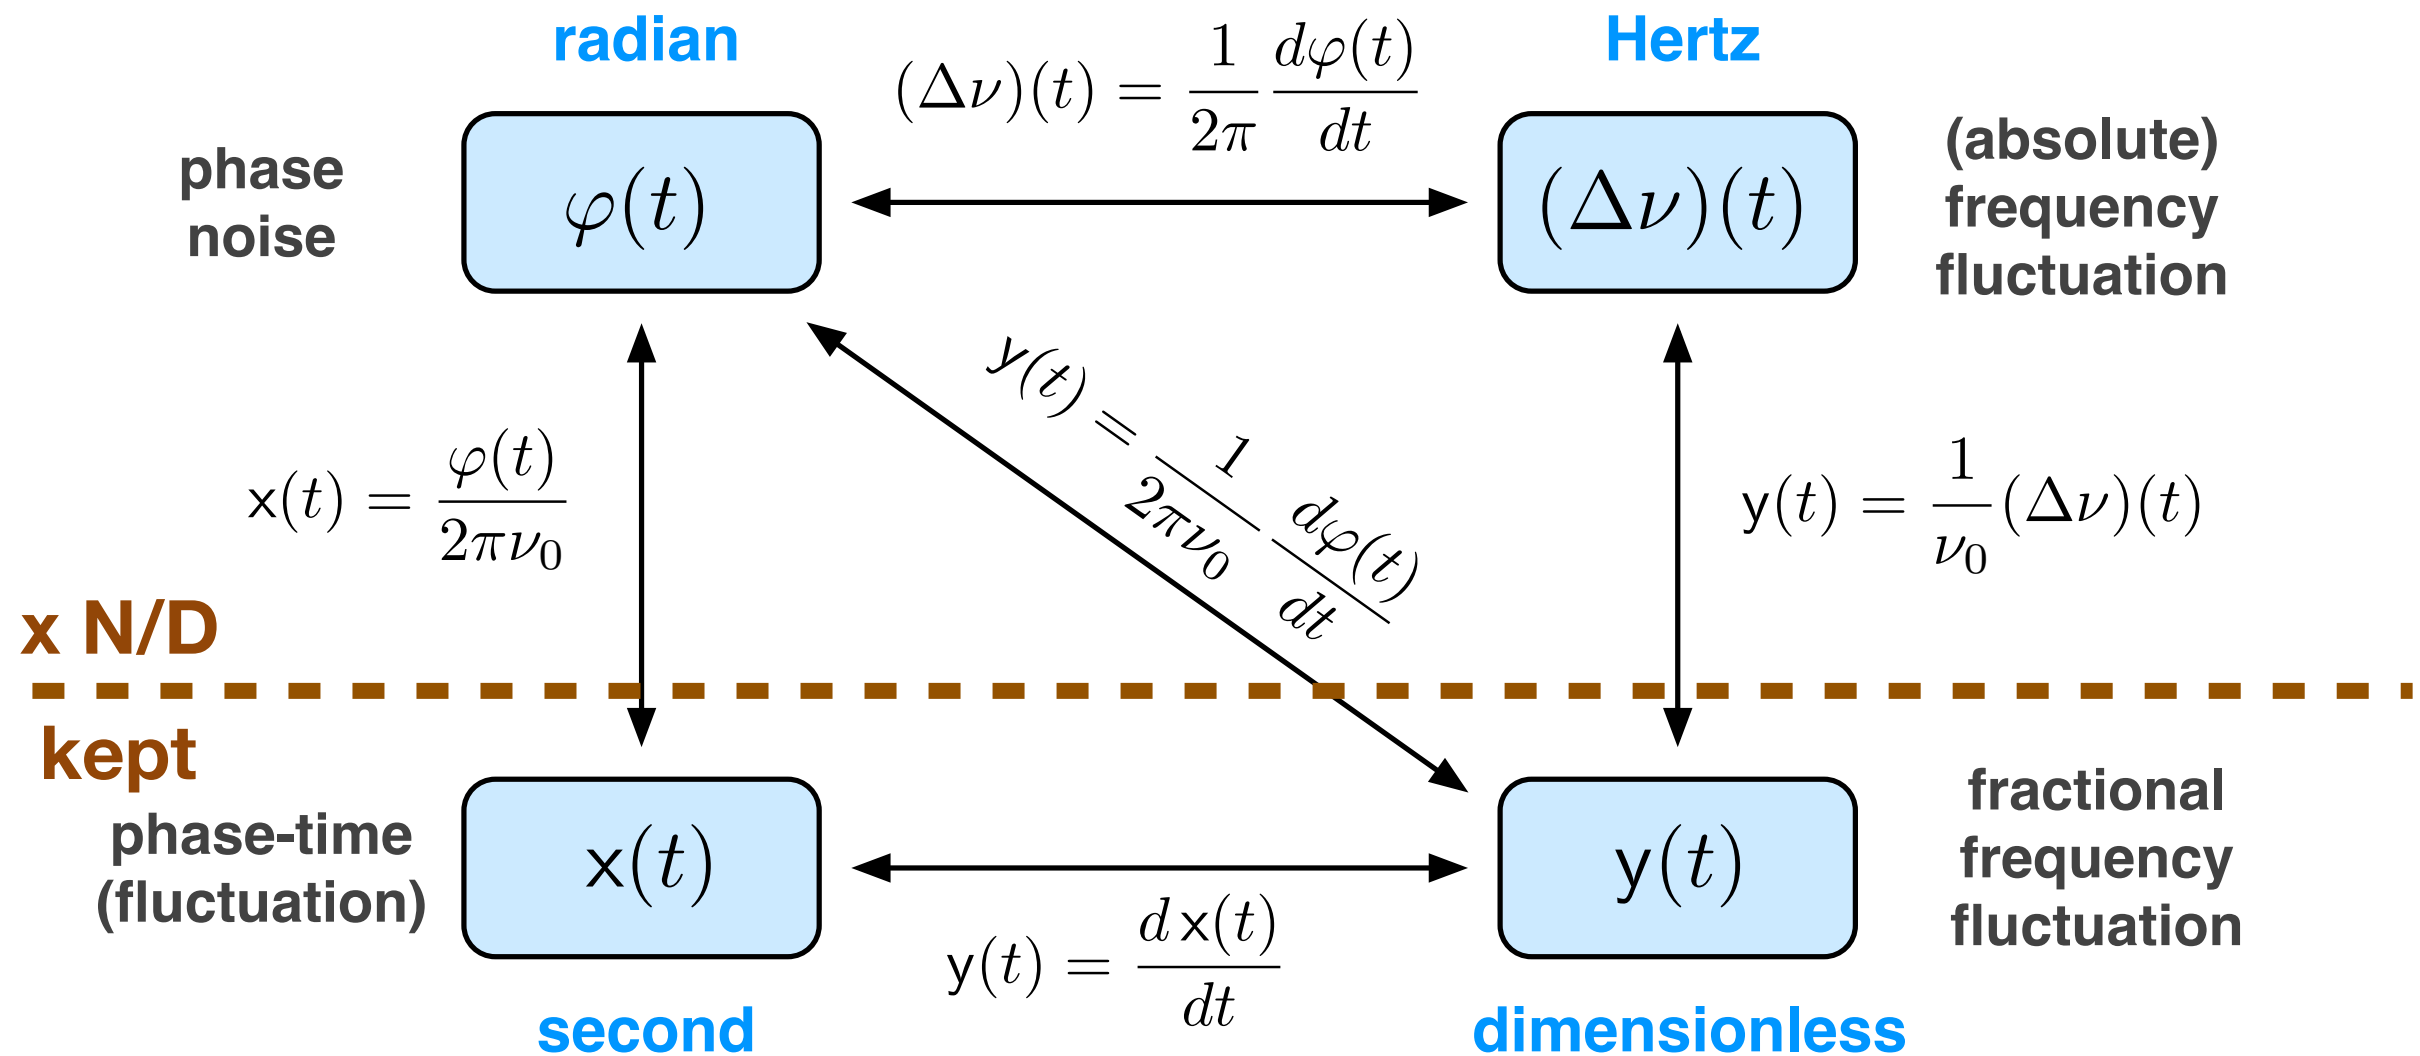 radian
(Δν)(t) = 1/2π dφ(t)/dt
Hertz
phase
noise
φ(t)
(Δν)(t)
(absolute)
frequency
fluctuation
x(t) = φ(t)/2πν₀
y(t) = 1/2πν₀ dφ(t)/dt
y(t) = 1/ν₀ (Δν)(t)
x N/D
kept
phase-time
(fluctuation)
x(t)
y(t) = d x(t)/dt
y(t)
fractional
frequency
fluctuation
second
dimensionless